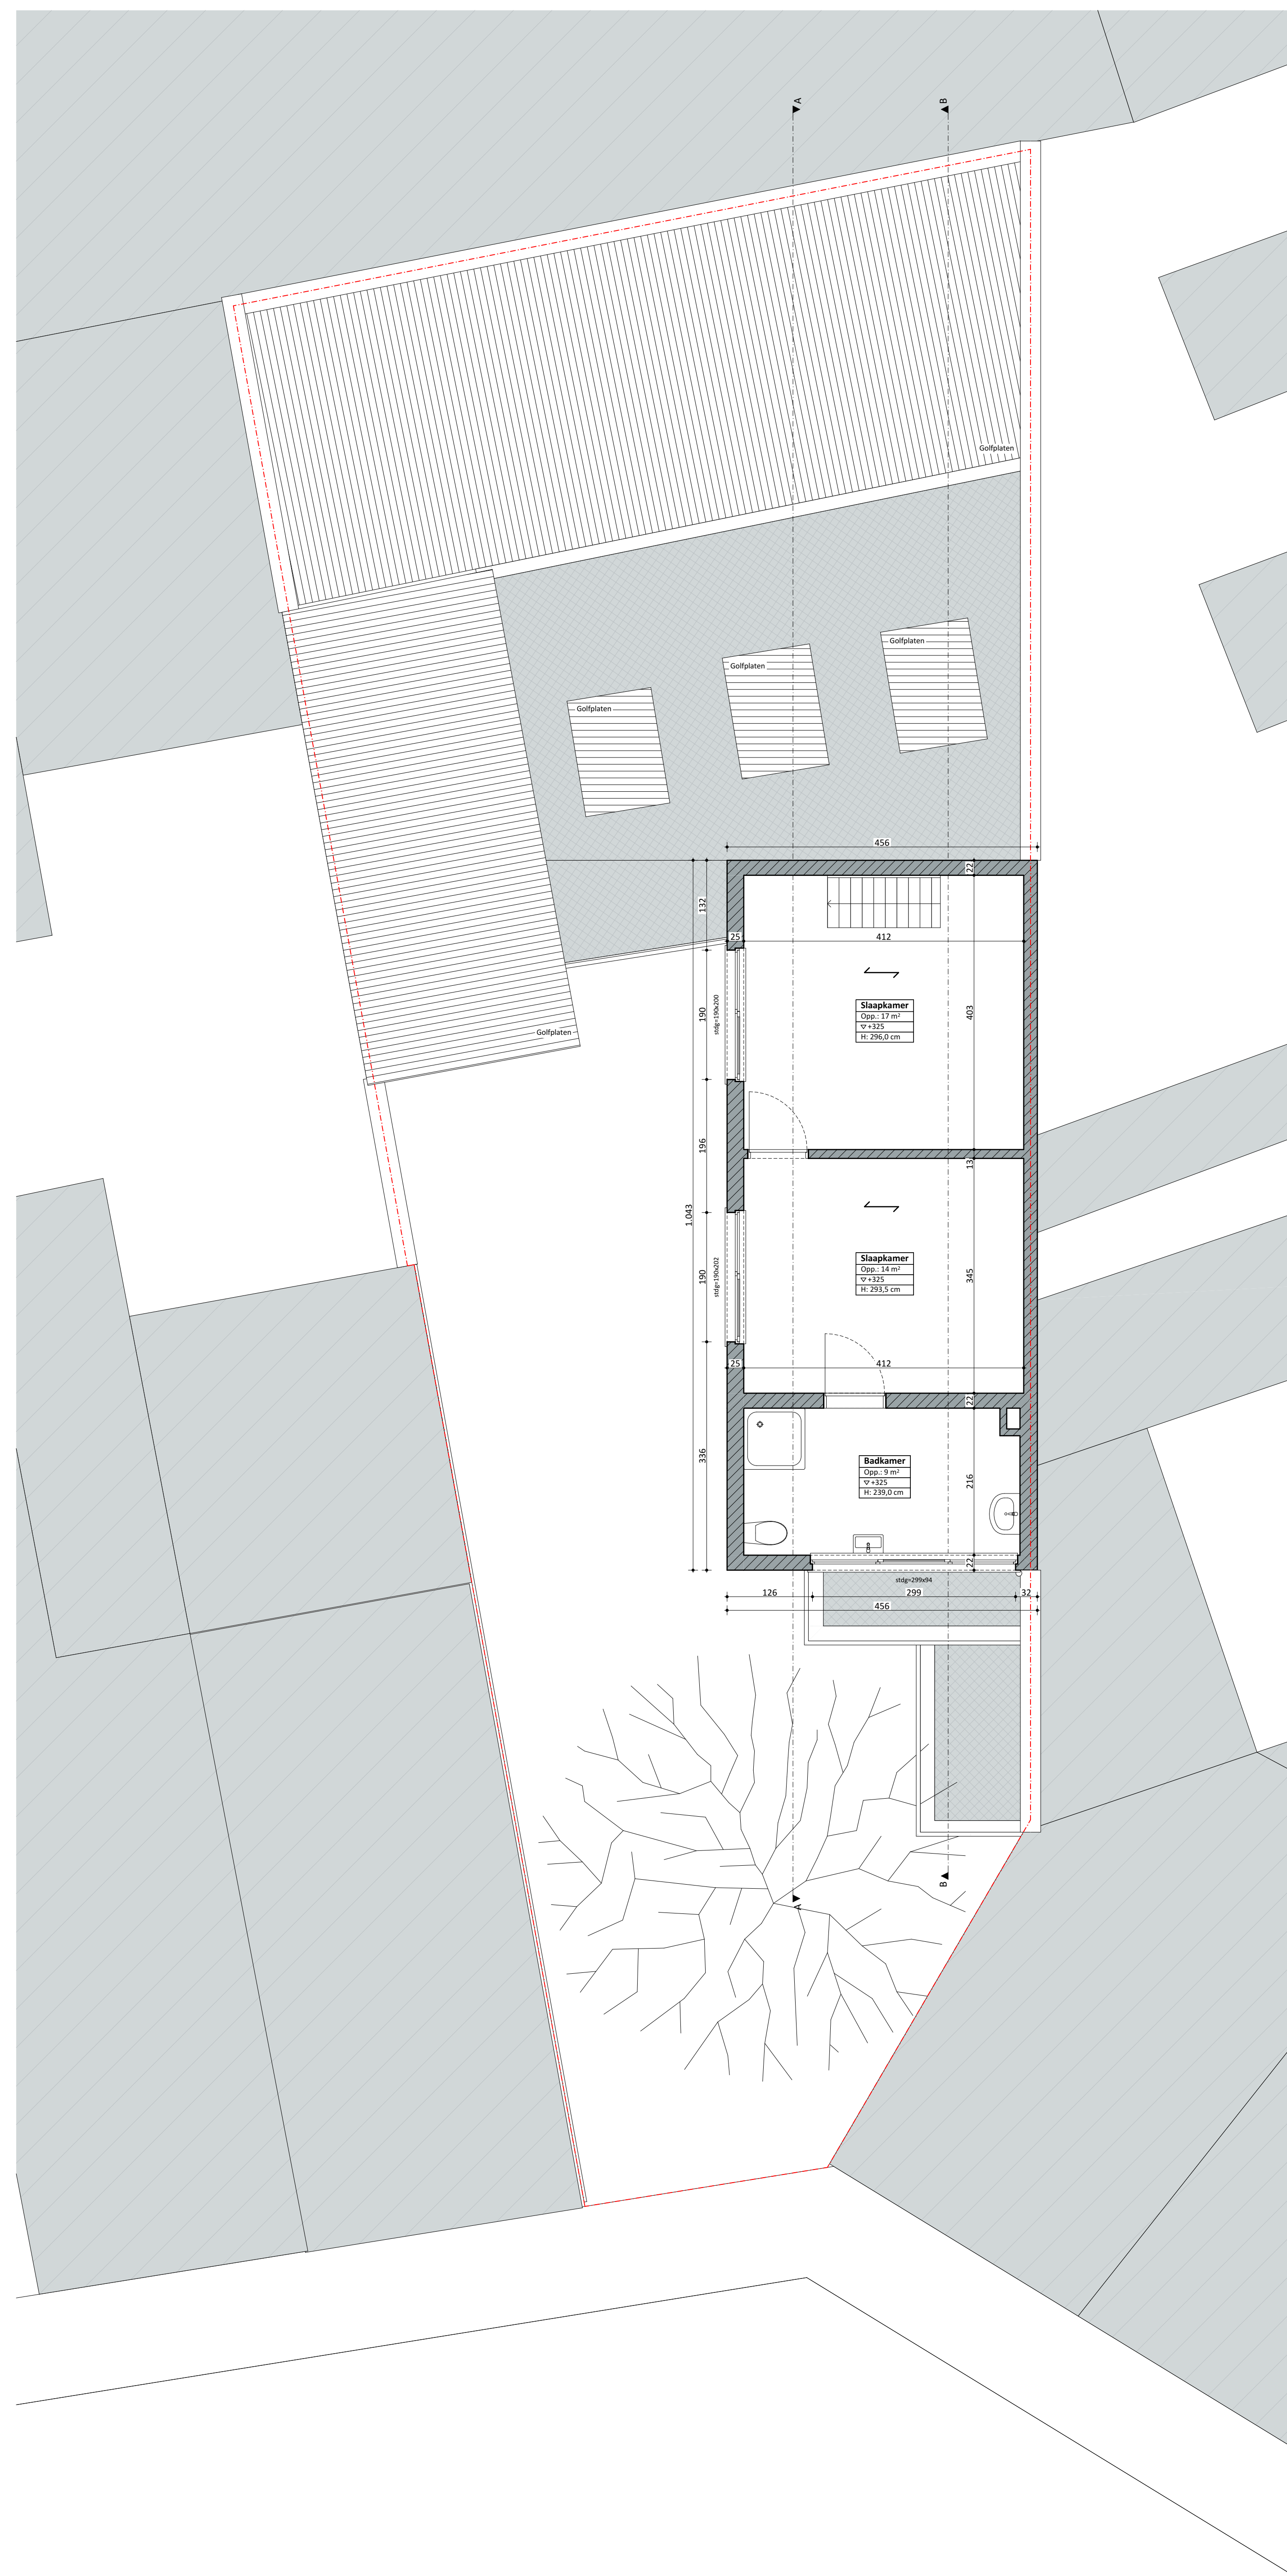 A
B
Golfplaten
Golfplaten
Golfplaten
Golfplaten
456
22
132
25
412
190
stdg=190x200
403
Slaapkamer
Opp.: 17 m²
+325
H: 296,0 cm
Golfplaten
196
13
1.043
190
stdg=190x202
345
Slaapkamer
Opp.: 14 m²
+325
H: 293,5 cm
25
412
22
336
216
Badkamer
Opp.: 9 m²
+325
H: 239,0 cm
22
stdg=299x94
126
299
32
456
B
A